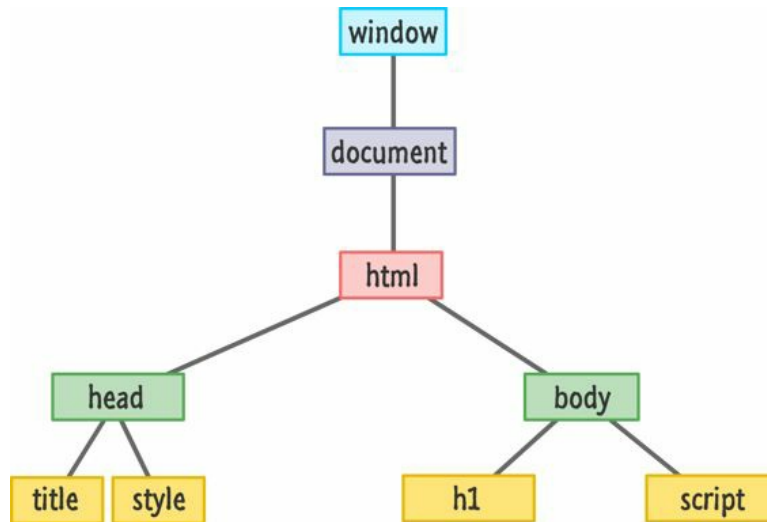 window
document
html
head
body
title
style
h1
script